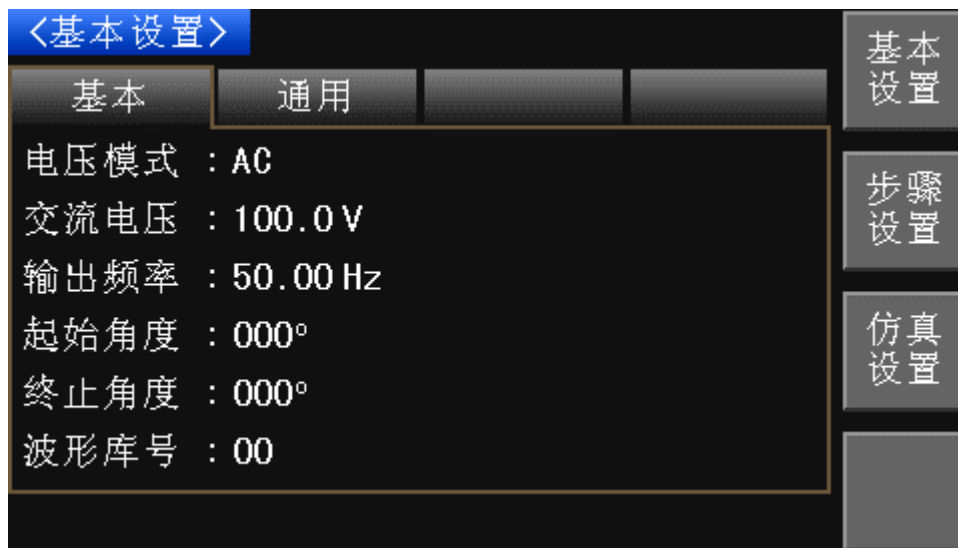 <基本设置>
基本
通用
电压模式 : AC
交流电压 : 100.0 V
输出频率 : 50.00 Hz
起始角度 : 000°
终止角度 : 000°
波形库号 : 00
基本
设置
步骤
设置
仿真
设置